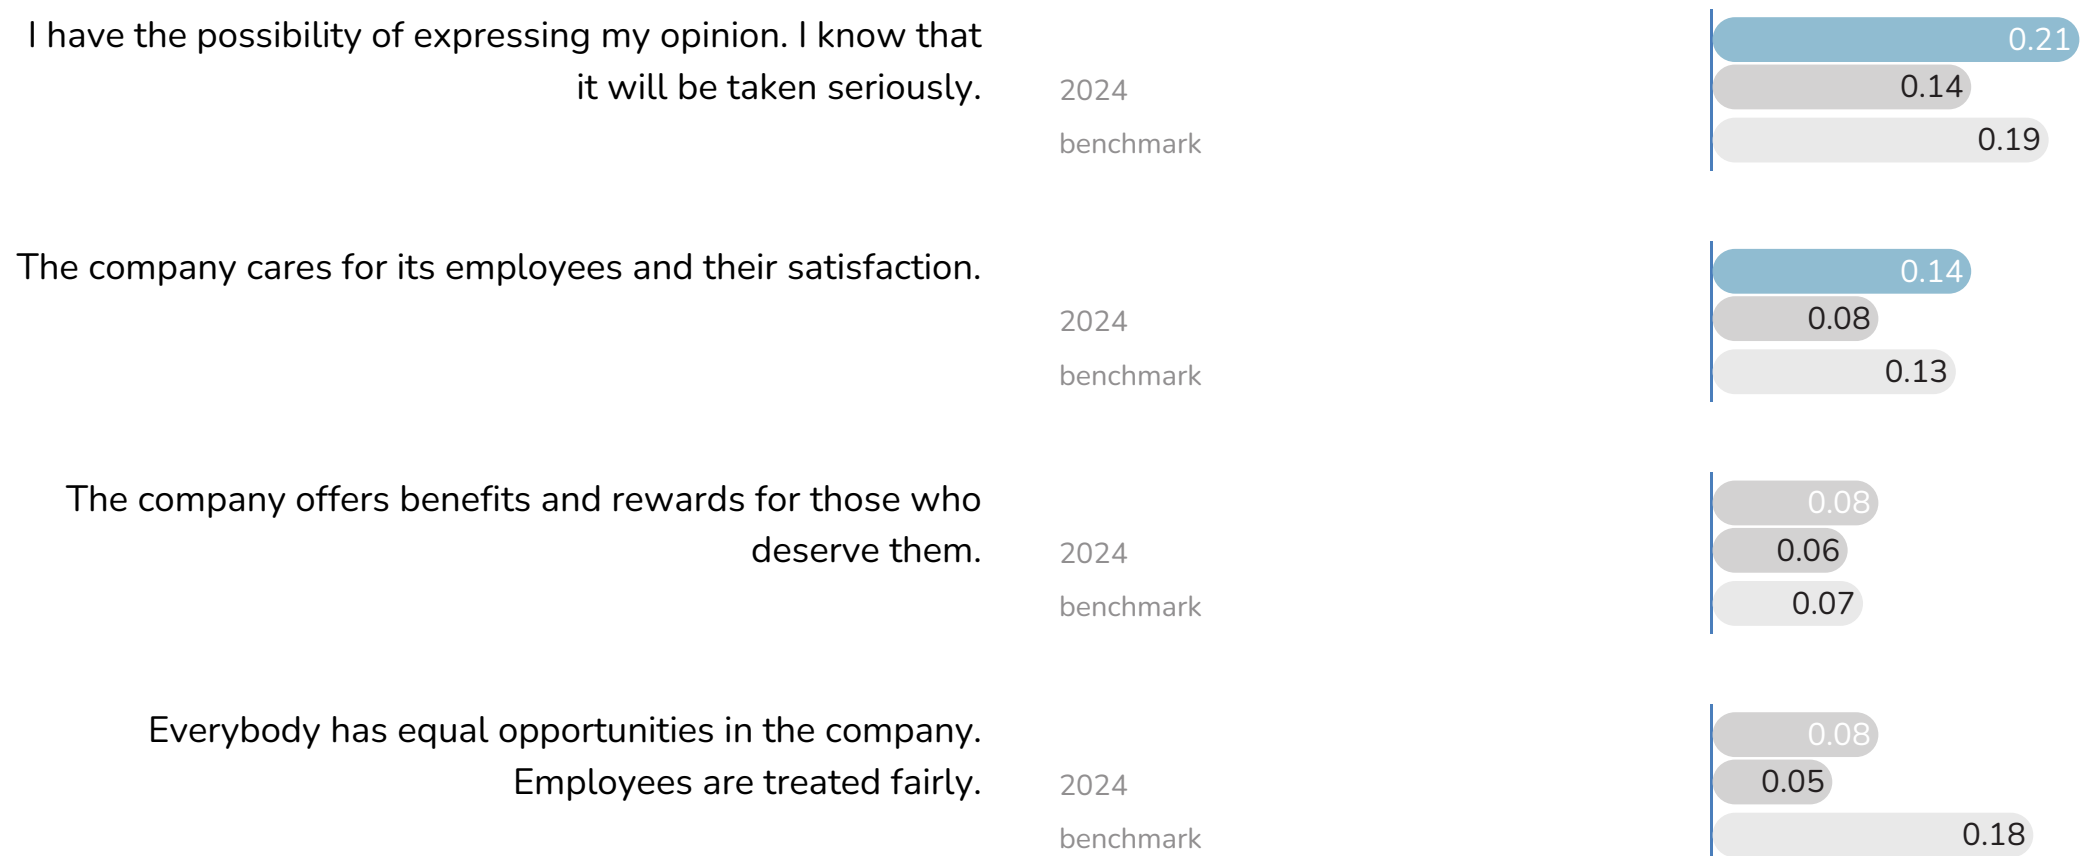 I have the possibility of expressing my opinion. I know that
it will be taken seriously.
0.21
2024
0.14
benchmark
0.19
The company cares for its employees and their satisfaction.
0.14
2024
0.08
benchmark
0.13
The company offers benefits and rewards for those who
deserve them.
0.08
2024
0.06
benchmark
0.07
Everybody has equal opportunities in the company.
Employees are treated fairly.
0.08
2024
0.05
benchmark
0.18